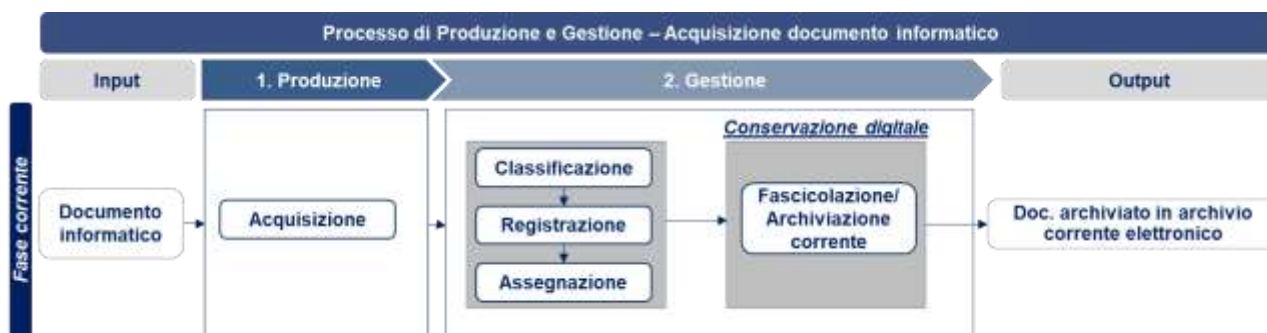 Processo di Produzione e Gestione – Acquisizione documento informatico
Input
1. Produzione
2. Gestione
Output
Fase corrente
Documento
informatico
Acquisizione
Classificazione
Registrazione
Assegnazione
Conservazione digitale
Fascicolazione/
Archiviazione
corrente
Doc. archiviato in archivio
corrente elettronico